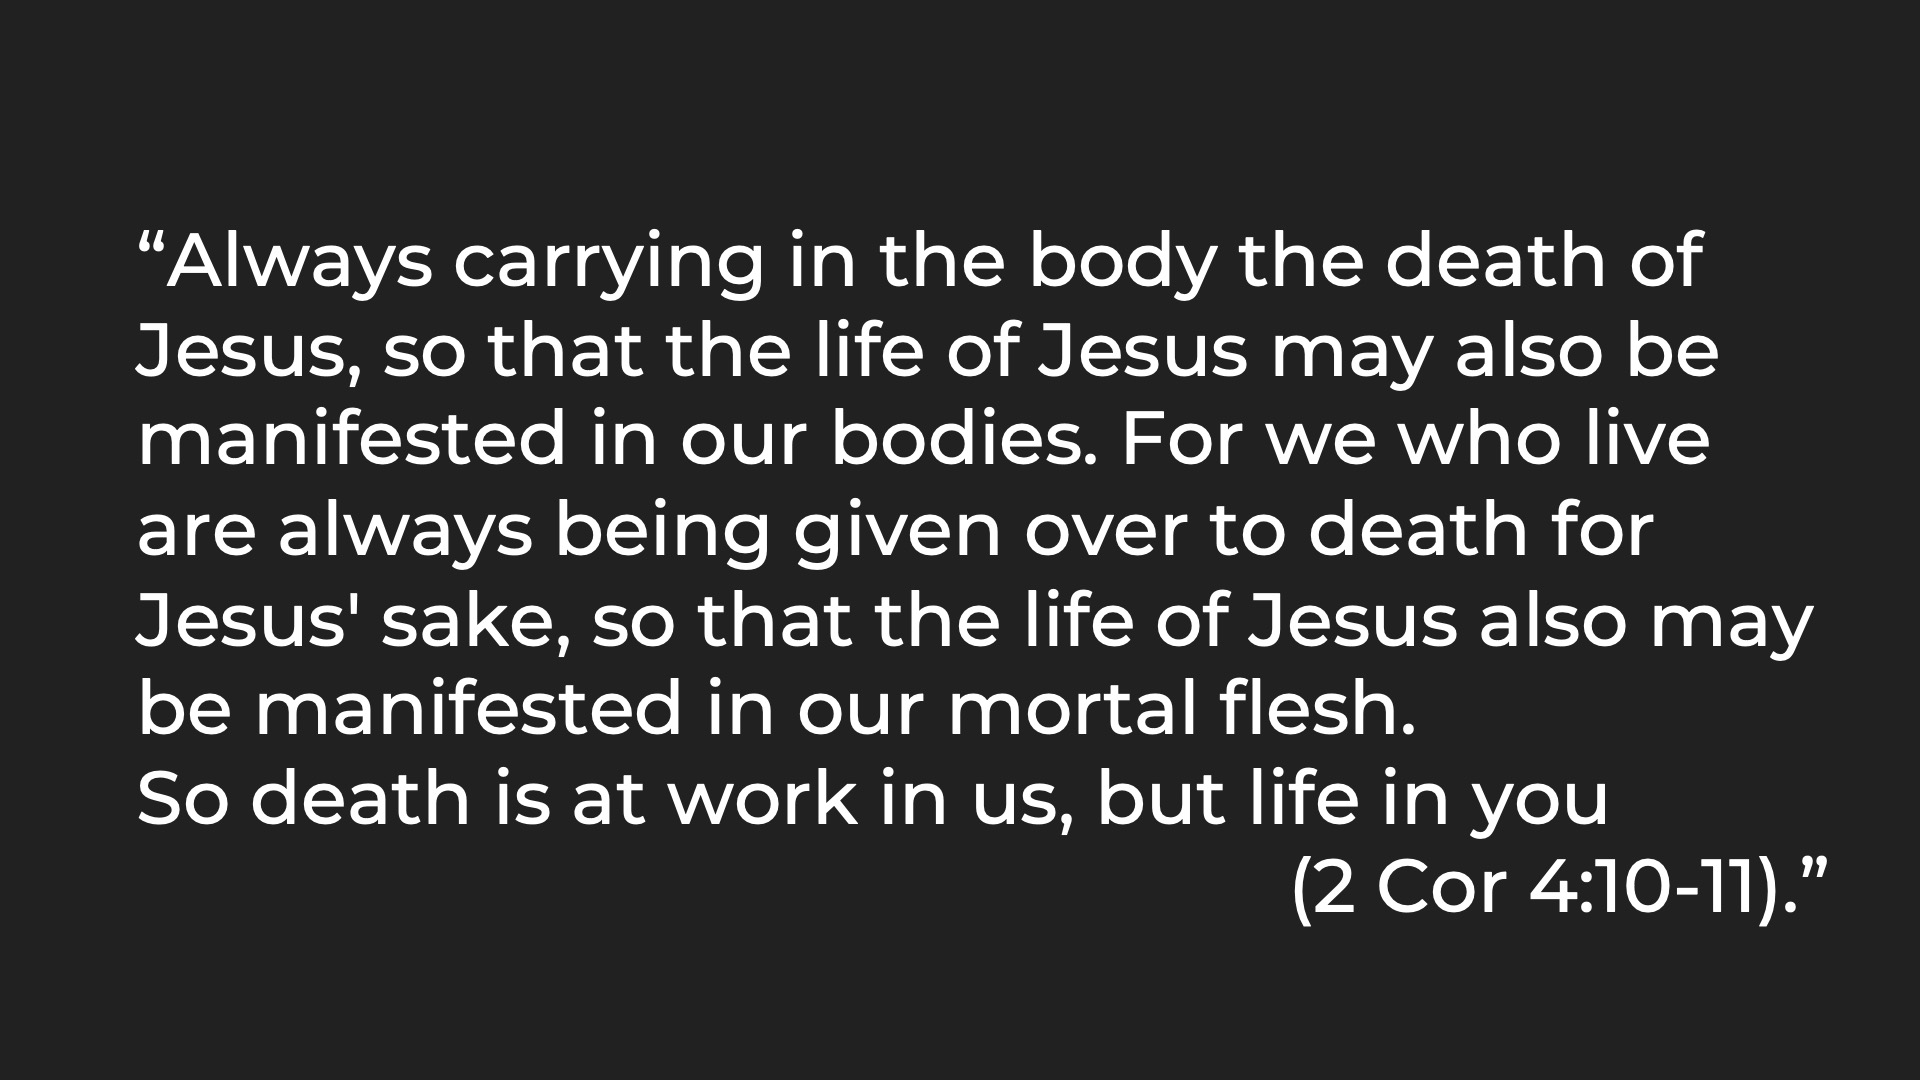 “Always carrying in the body the death of
Jesus, so that the life of Jesus may also be
manifested in our bodies. For we who live
are always being given over to death for
Jesus' sake, so that the life of Jesus also may
be manifested in our mortal flesh.
So death is at work in us, but life in you
(2 Cor 4:10-11).”